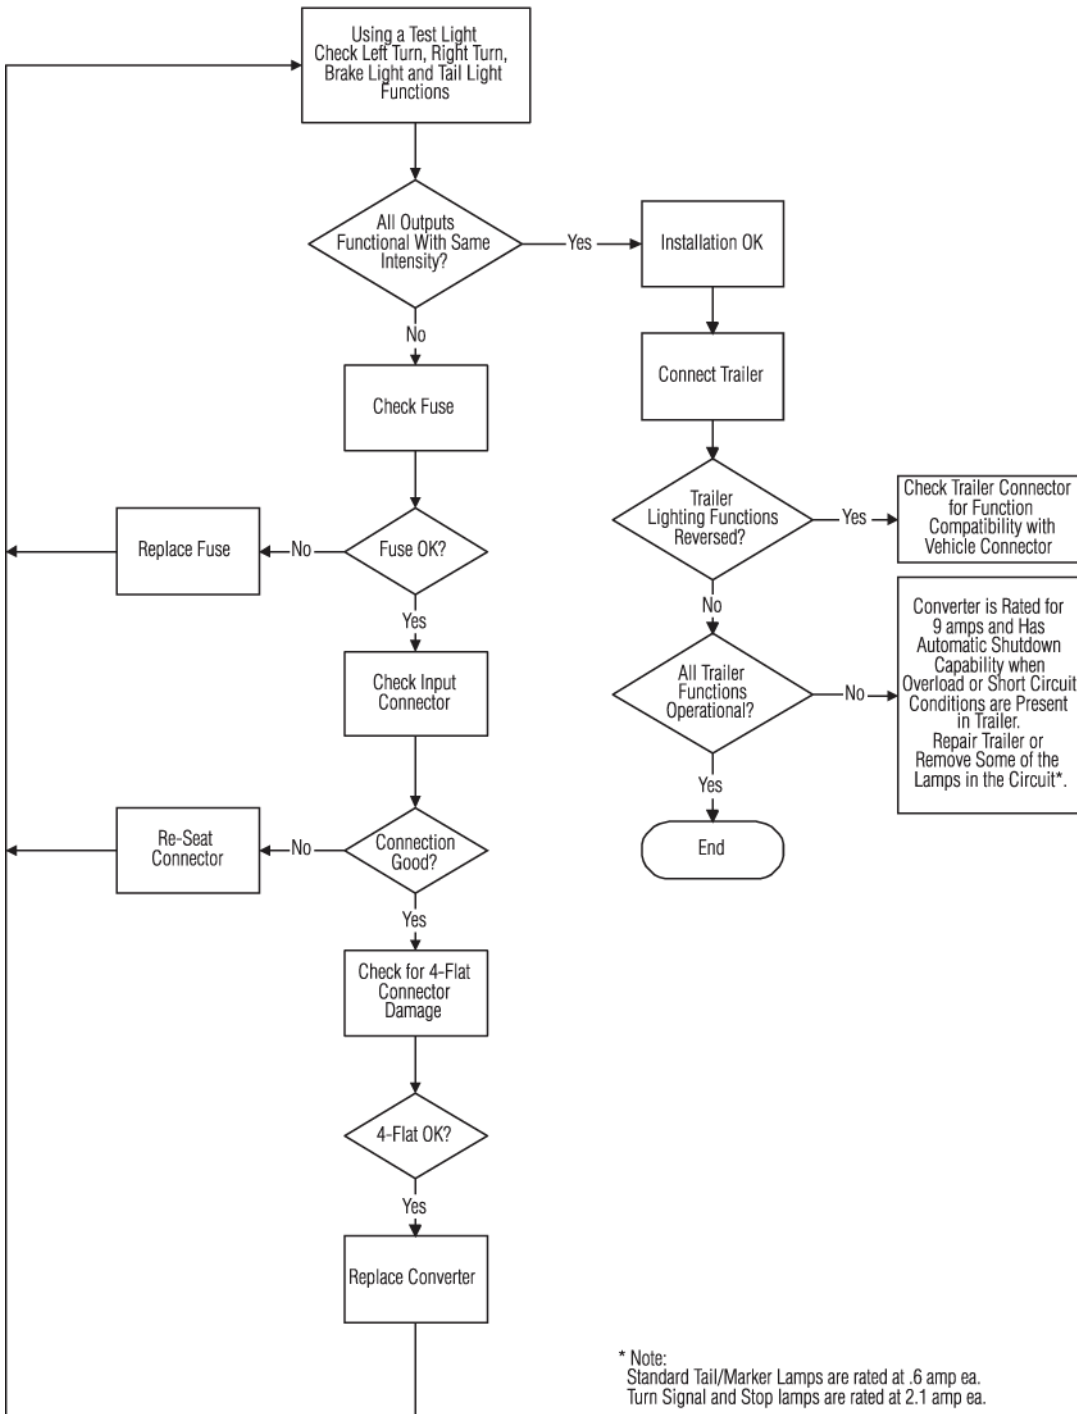 Using a Test Light
Check Left Turn, Right Turn,
Brake Light and Tail Light
Functions
All Outputs
Functional With Same
Intensity?
Yes
Installation OK
No
Connect Trailer
Check Fuse
Trailer
Lighting Functions
Reversed?
Yes
Check Trailer Connector
for Function
Compatibility with
Vehicle Connector
Replace Fuse
No
Fuse OK?
Yes
No
Converter is Rated for
9 amps and Has
Automatic Shutdown
Capability when
Overload or Short Circuit
Conditions are Present
in Trailer.
Repair Trailer or
Remove Some of the
Lamps in the Circuit*.
Check Input
Connector
All Trailer
Functions
Operational?
No
Yes
Re-Seat
Connector
No
Connection
Good?
End
Yes
Check for 4-Flat
Connector
Damage
4-Flat OK?
Yes
Replace Converter
* Note:
Standard Tail/Marker Lamps are rated at .6 amp ea.
Turn Signal and Stop lamps are rated at 2.1 amp ea.